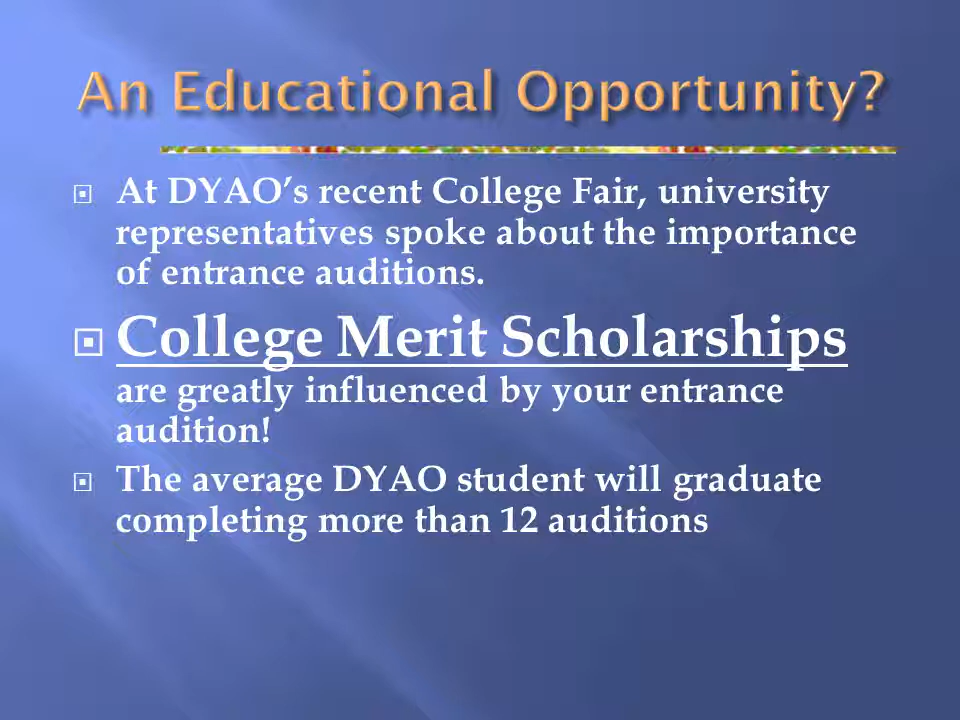 An Educational Opportunity?
At DYAO’s recent College Fair, university
representatives spoke about the importance
of entrance auditions.
College Merit Scholarships
are greatly influenced by your entrance
audition!
The average DYAO student will graduate
completing more than 12 auditions